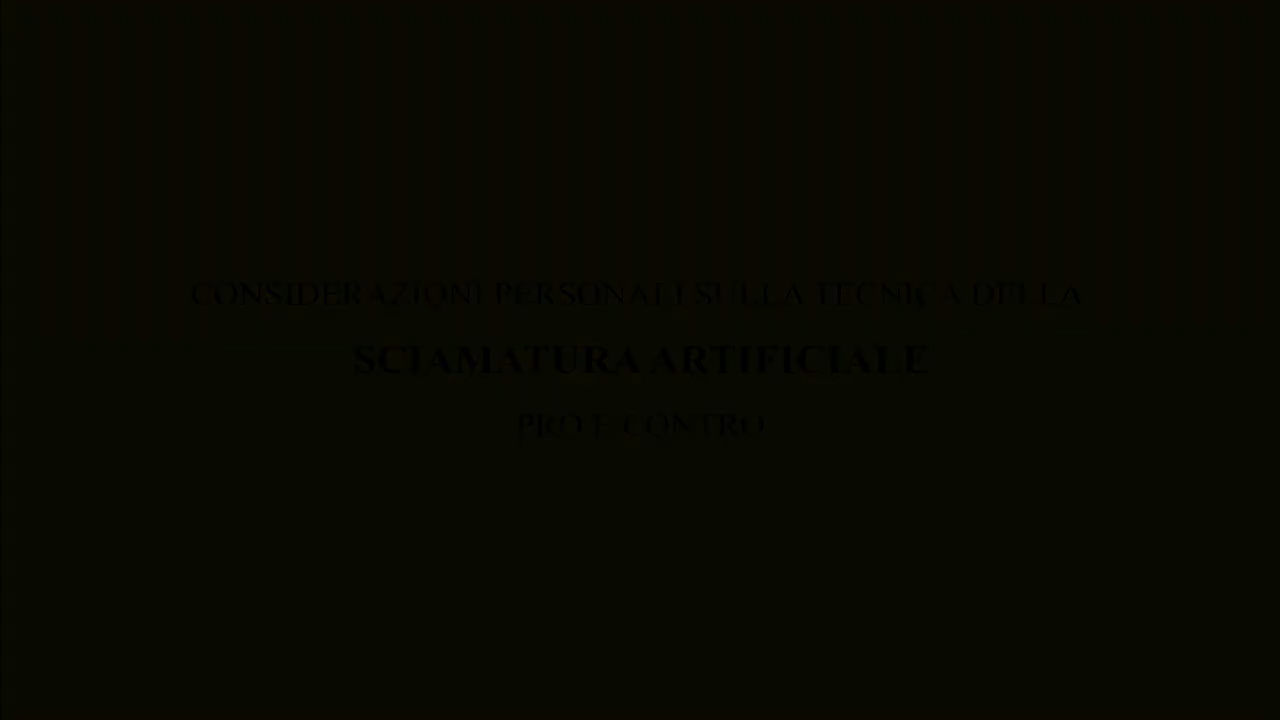 CONSIDERAZIONI PERSONALI SULLA TECNICA DELLA
SCIAMATURA ARTIFICIALE
PRO E CONTRO